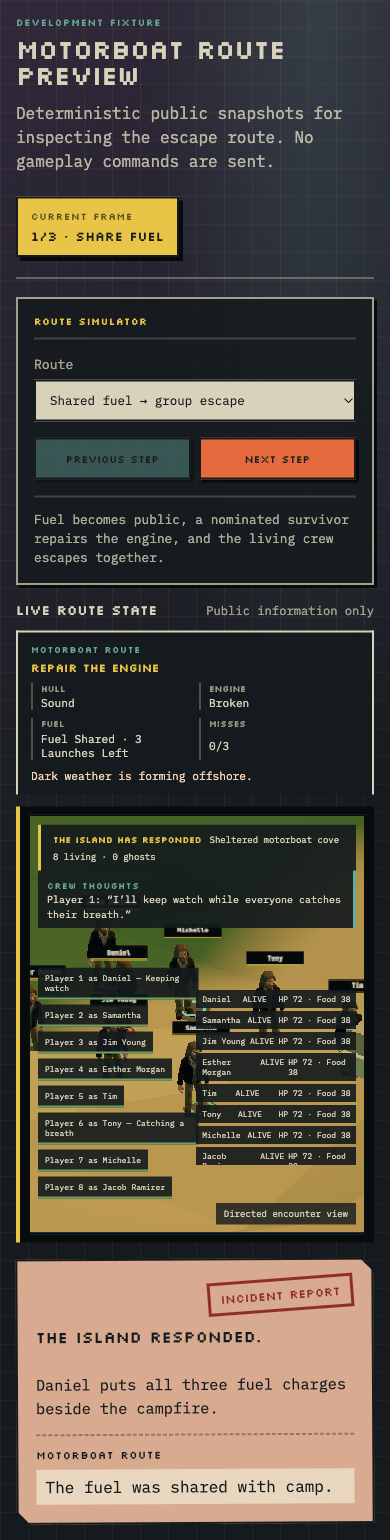 DEVELOPMENT FIXTURE
MOTORBOAT ROUTE
PREVIEW
Deterministic public snapshots for
inspecting the escape route. No
gameplay commands are sent.
CURRENT FRAME
1/3 · SHARE FUEL
ROUTE SIMULATOR
Route
Shared fuel → group escape
PREVIOUS STEP
NEXT STEP
Fuel becomes public, a nominated survivor
repairs the engine, and the living crew
escapes together.
LIVE ROUTE STATE
Public information only
MOTORBOAT ROUTE
REPAIR THE ENGINE
HULL
Sound
ENGINE
Broken
FUEL
Fuel Shared · 3
Launches Left
MISSES
0/3
Dark weather is forming offshore.
THE ISLAND HAS RESPONDED Sheltered motorboat cove
8 living · 0 ghosts
CREW THOUGHTS
Player 1: “I’ll keep watch while everyone catches
their breath.”
Michelle
Daniel
Tony
Player 1 as Daniel — Keeping
watch
Player 2 as Samantha
Player 3 as Jim Young
Player 4 as Esther Morgan
Player 5 as Tim
Player 6 as Tony — Catching a
breath
Player 7 as Michelle
Player 8 as Jacob Ramirez
Daniel ALIVE HP 72 · Food 38
Samantha ALIVE HP 72 · Food 38
Jim Young ALIVE HP 72 · Food 38
Esther
Morgan ALIVE HP 72 · Food
38
Tim ALIVE HP 72 · Food 38
Tony ALIVE HP 72 · Food 38
Michelle ALIVE HP 72 · Food 38
Jacob ALIVE HP 72 · Food
Directed encounter view
INCIDENT REPORT
THE ISLAND RESPONDED.
Daniel puts all three fuel charges
beside the campfire.
MOTORBOAT ROUTE
The fuel was shared with camp.